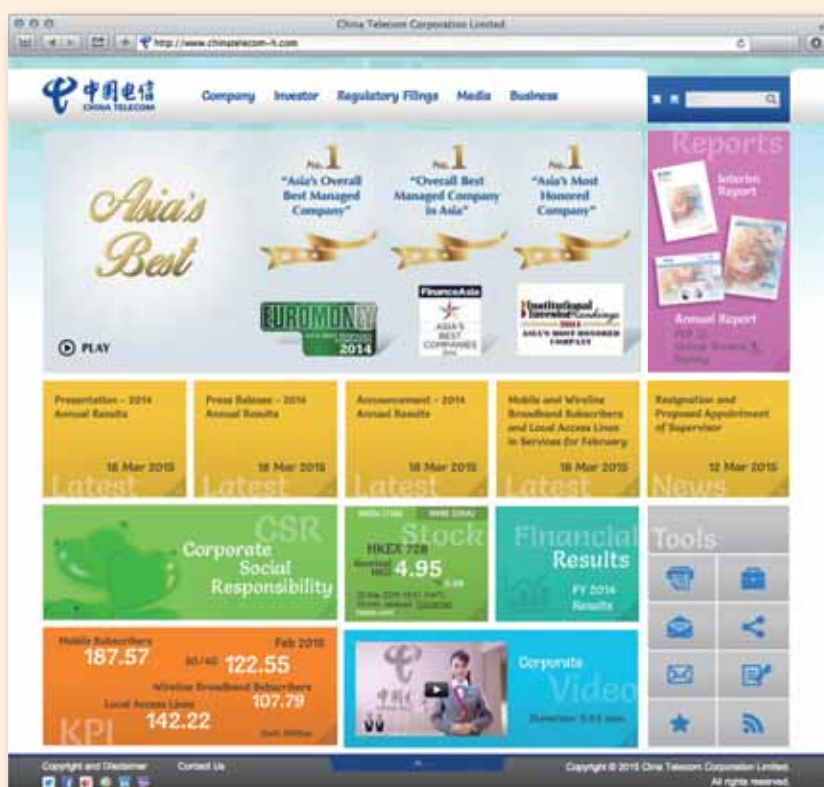 China Telecom Corporation Limited
http://www.chinatelecom-h.com
中国电信
CHINA TELECOM
Company Investor Regulatory Filings Media Business
Asia's
Best
PLAY
No.1
"Asia's Overall
Best Managed
Company"
No.1
"Overall Best
Managed Company
in Asia"
No.1
"Asia's Most
Honored
Company"
EUROMONEY
2014
FinanceAsia
ASIA'S
BEST
COMPANIES
Institutional
Investor Rankings
ASIA'S MOST HONORED
COMPANY
Reports
Interim
Report
Annual Report
Presentation - 2014
Annual Results
18 Mar 2015
Latest
Press Release - 2014
Annual Results
18 Mar 2015
Latest
Announcement - 2014
Annual Results
18 Mar 2015
Latest
Mobile and Wireline
Broadband Subscribers
and Local Access Lines
in Services for February
18 Mar 2015
Latest
Resignation and
Proposed Appointment
of Supervisor
12 Mar 2015
News
CSR
Corporate
Social
Responsibility
Stock
HKEX 728
4.95
Financial
Results
FY 2014
Results
Tools
Mobile Subscribers
187.57
Feb 2015
3G/4G 122.55
Wireline Broadband Subscribers
107.79
Local Access Lines
142.22
KPI
Corporate
Video
Copyright and Disclaimer Contact Us
Copyright © 2015 China Telecom Corporation Limited.
All rights reserved.